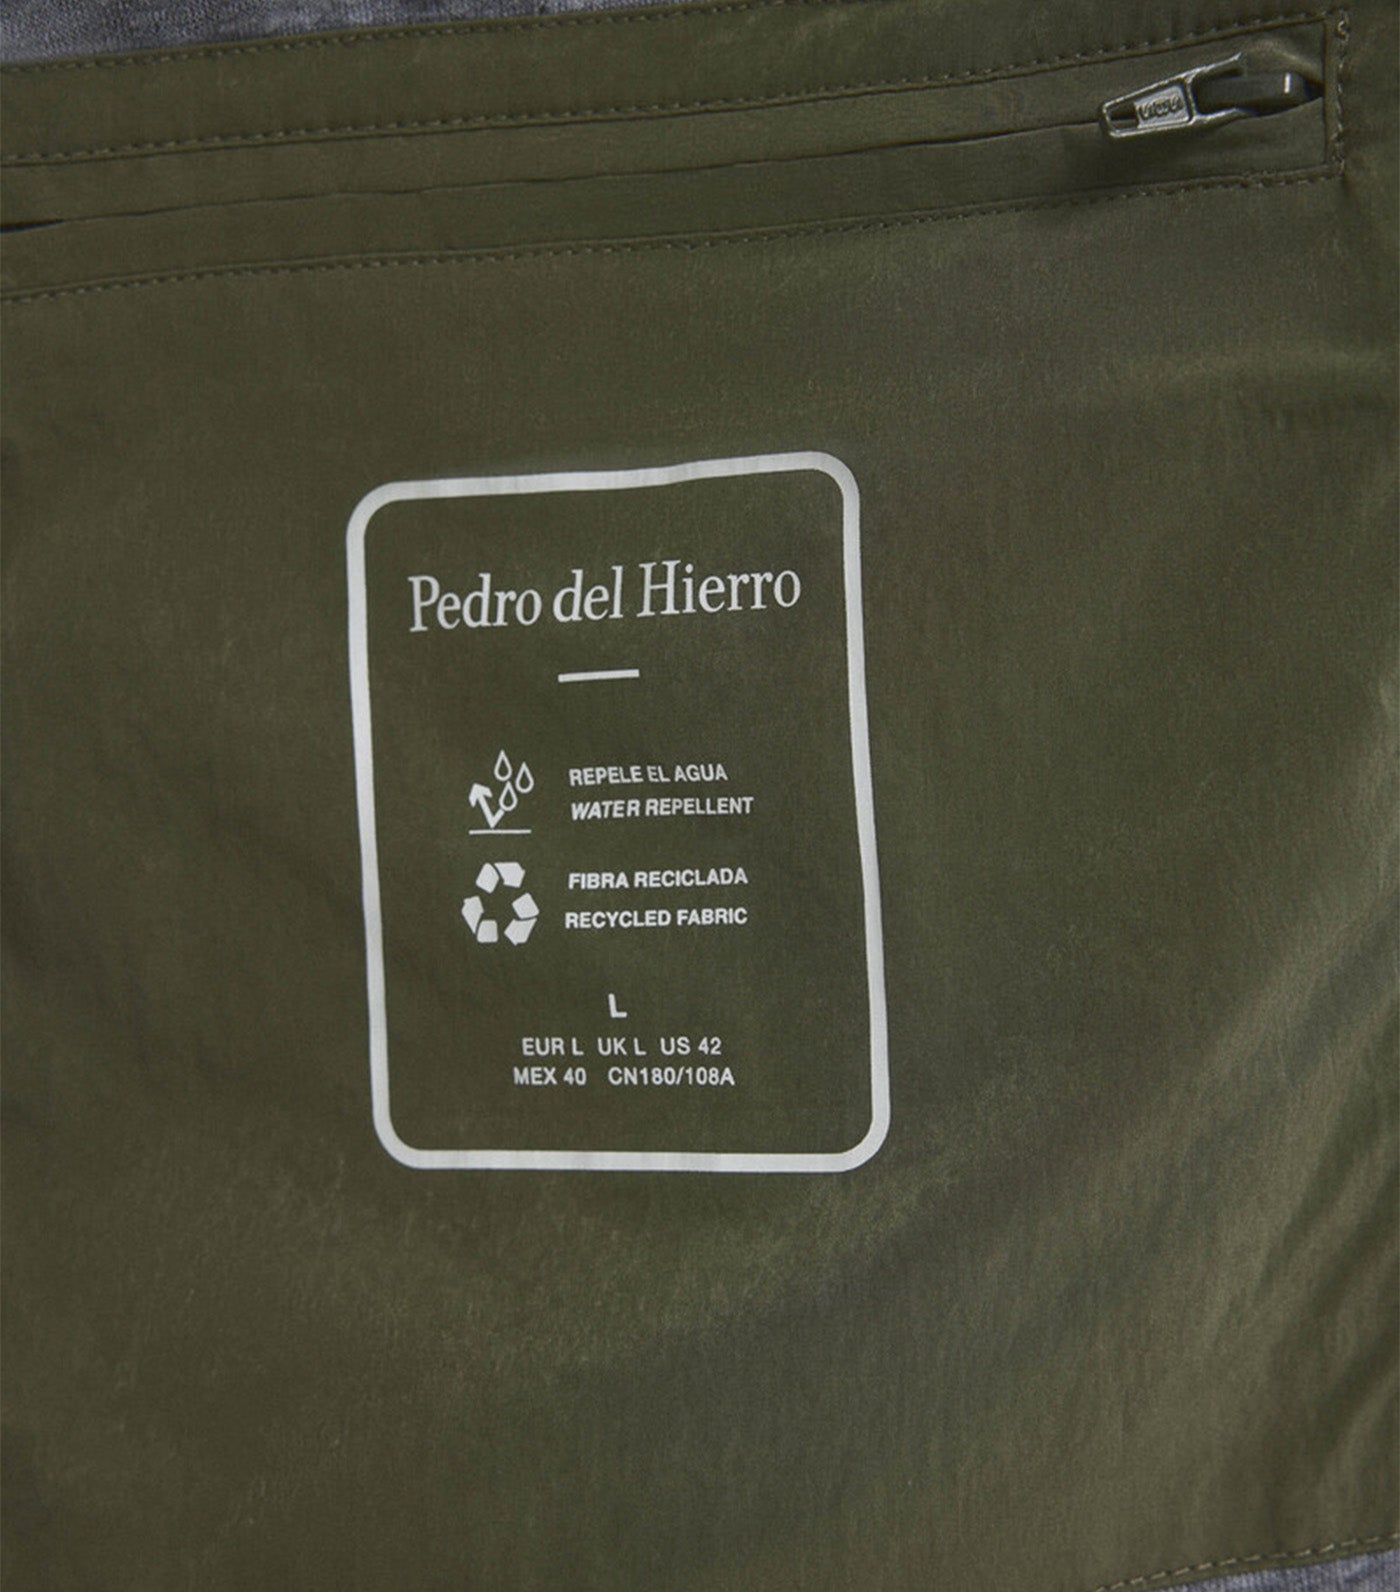 Pedro del Hierro
REPELE EL AGUA
WATER REPELLENT
FIBRA RECICLADA
RECYCLED FABRIC
L
EUR L UK L US 42
MEX 40 CN180/108A